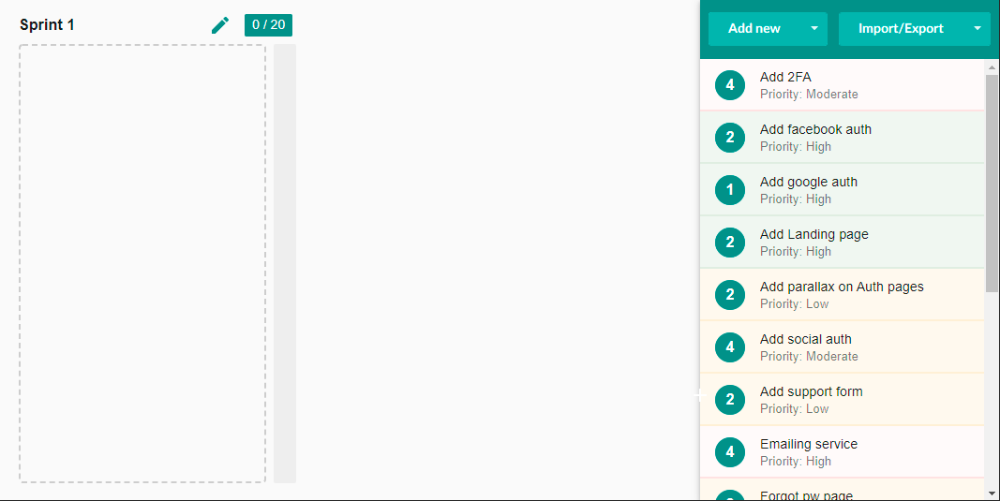 Sprint 1
0 / 20
Add new
Import/Export
4
Add 2FA
Priority: Moderate
2
Add facebook auth
Priority: High
1
Add google auth
Priority: High
2
Add Landing page
Priority: High
2
Add parallax on Auth pages
Priority: Low
4
Add social auth
Priority: Moderate
2
Add support form
Priority: Low
4
Emailing service
Priority: High
Forgot pw page